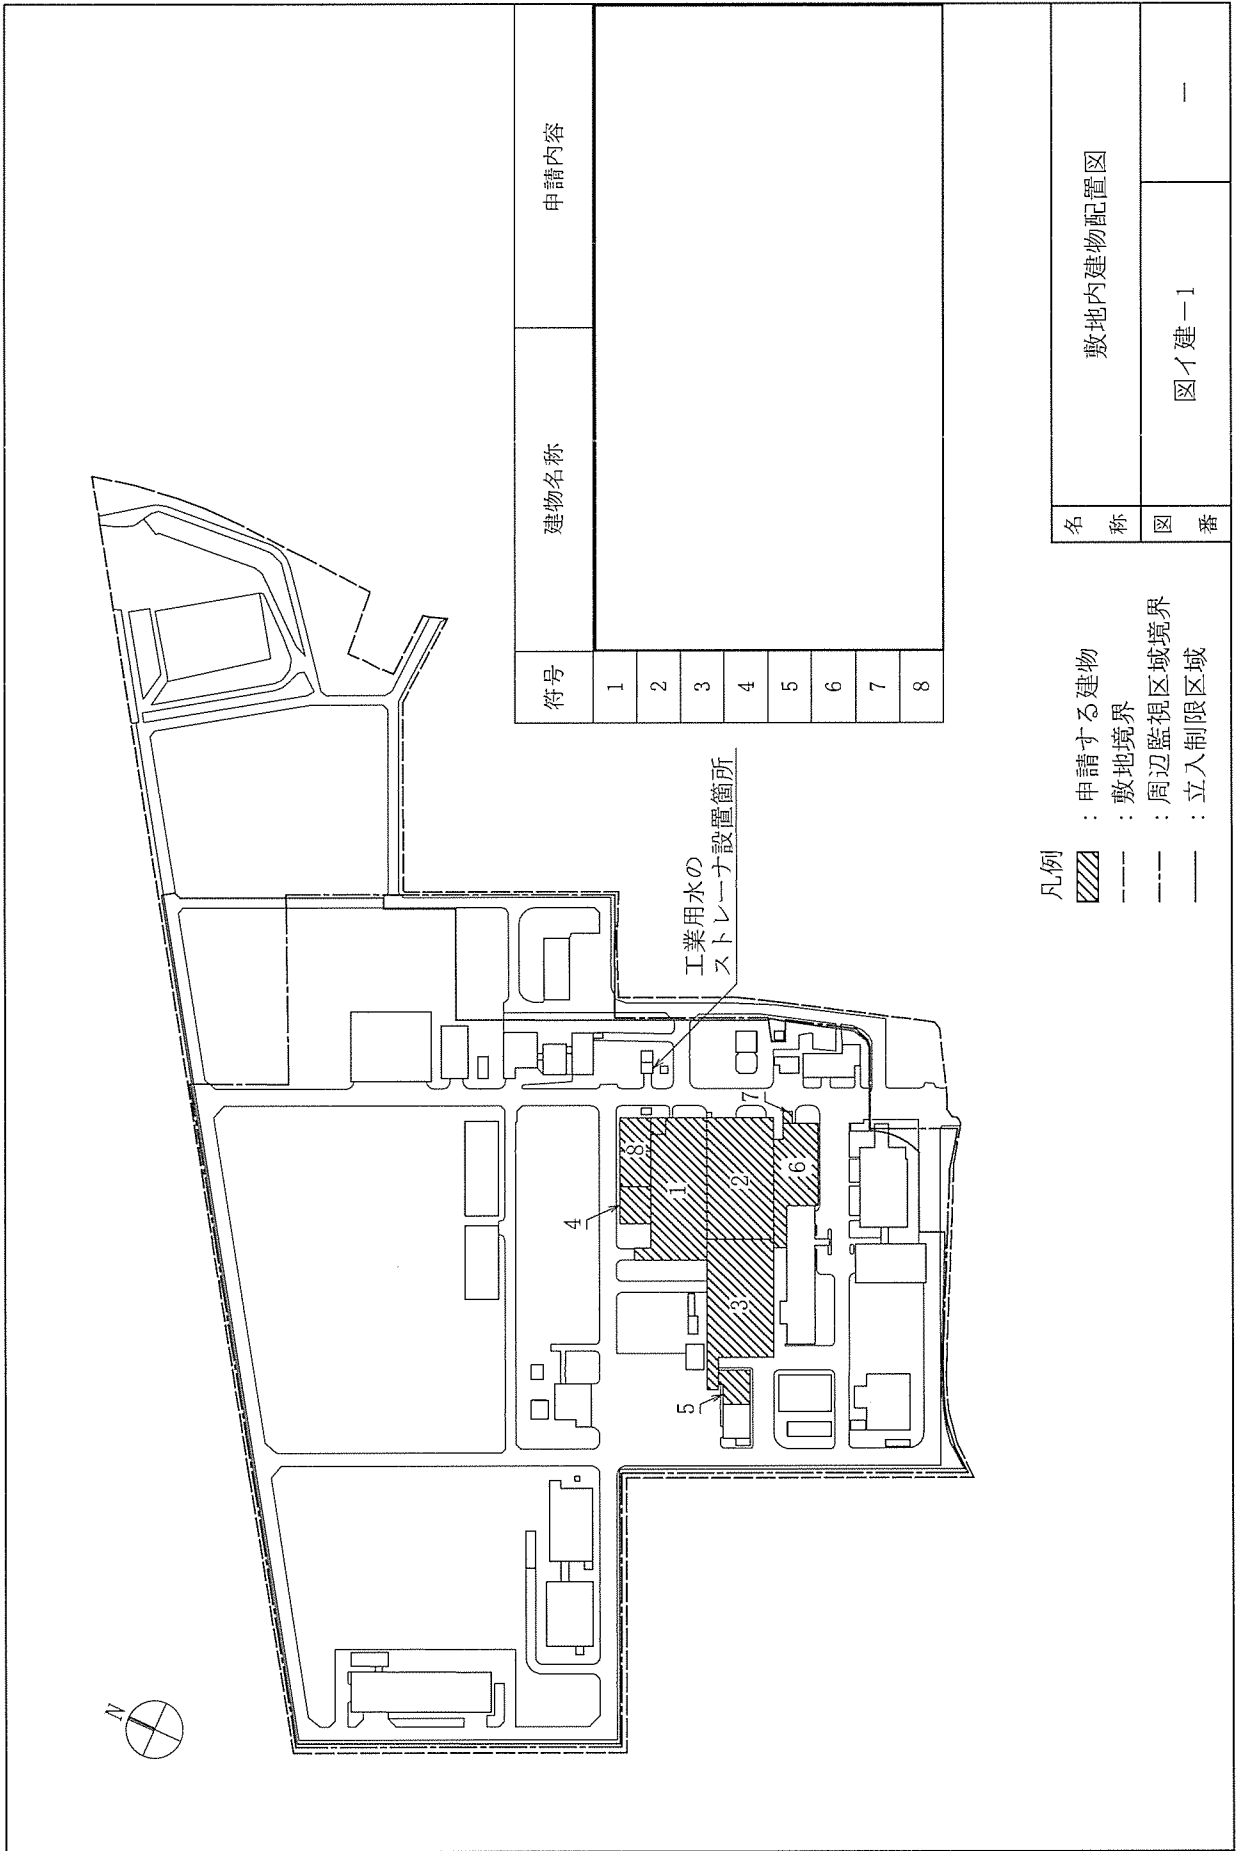 N
4
8
1
2
7
6
3
5
工業用水の
ストレーナ設置箇所
符号 建物名称 申請内容
1
2
3
4
5
6
7
8
凡例
：申請する建物
：敷地境界
：周辺監視区域境界
：立入制限区域
名称 敷地内建物配置図
図番 図イ建－1 －